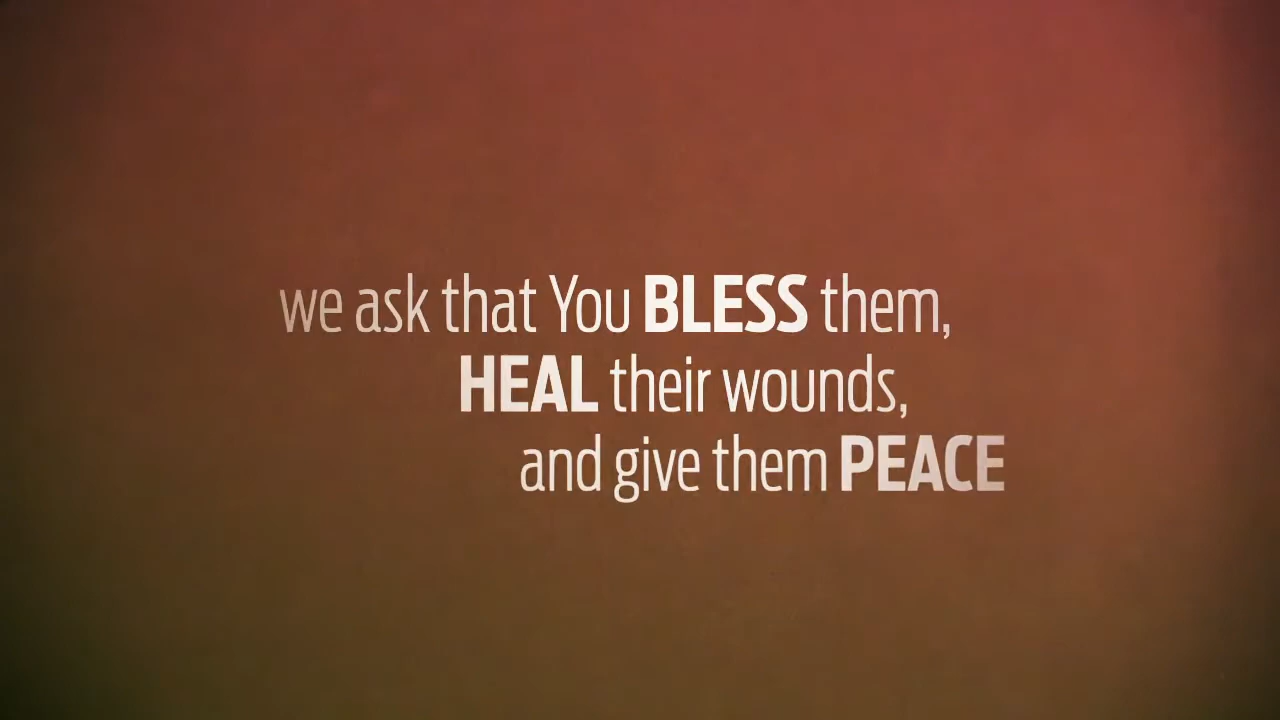 we ask that You BLESS them,
HEAL their wounds,
and give them PEACE